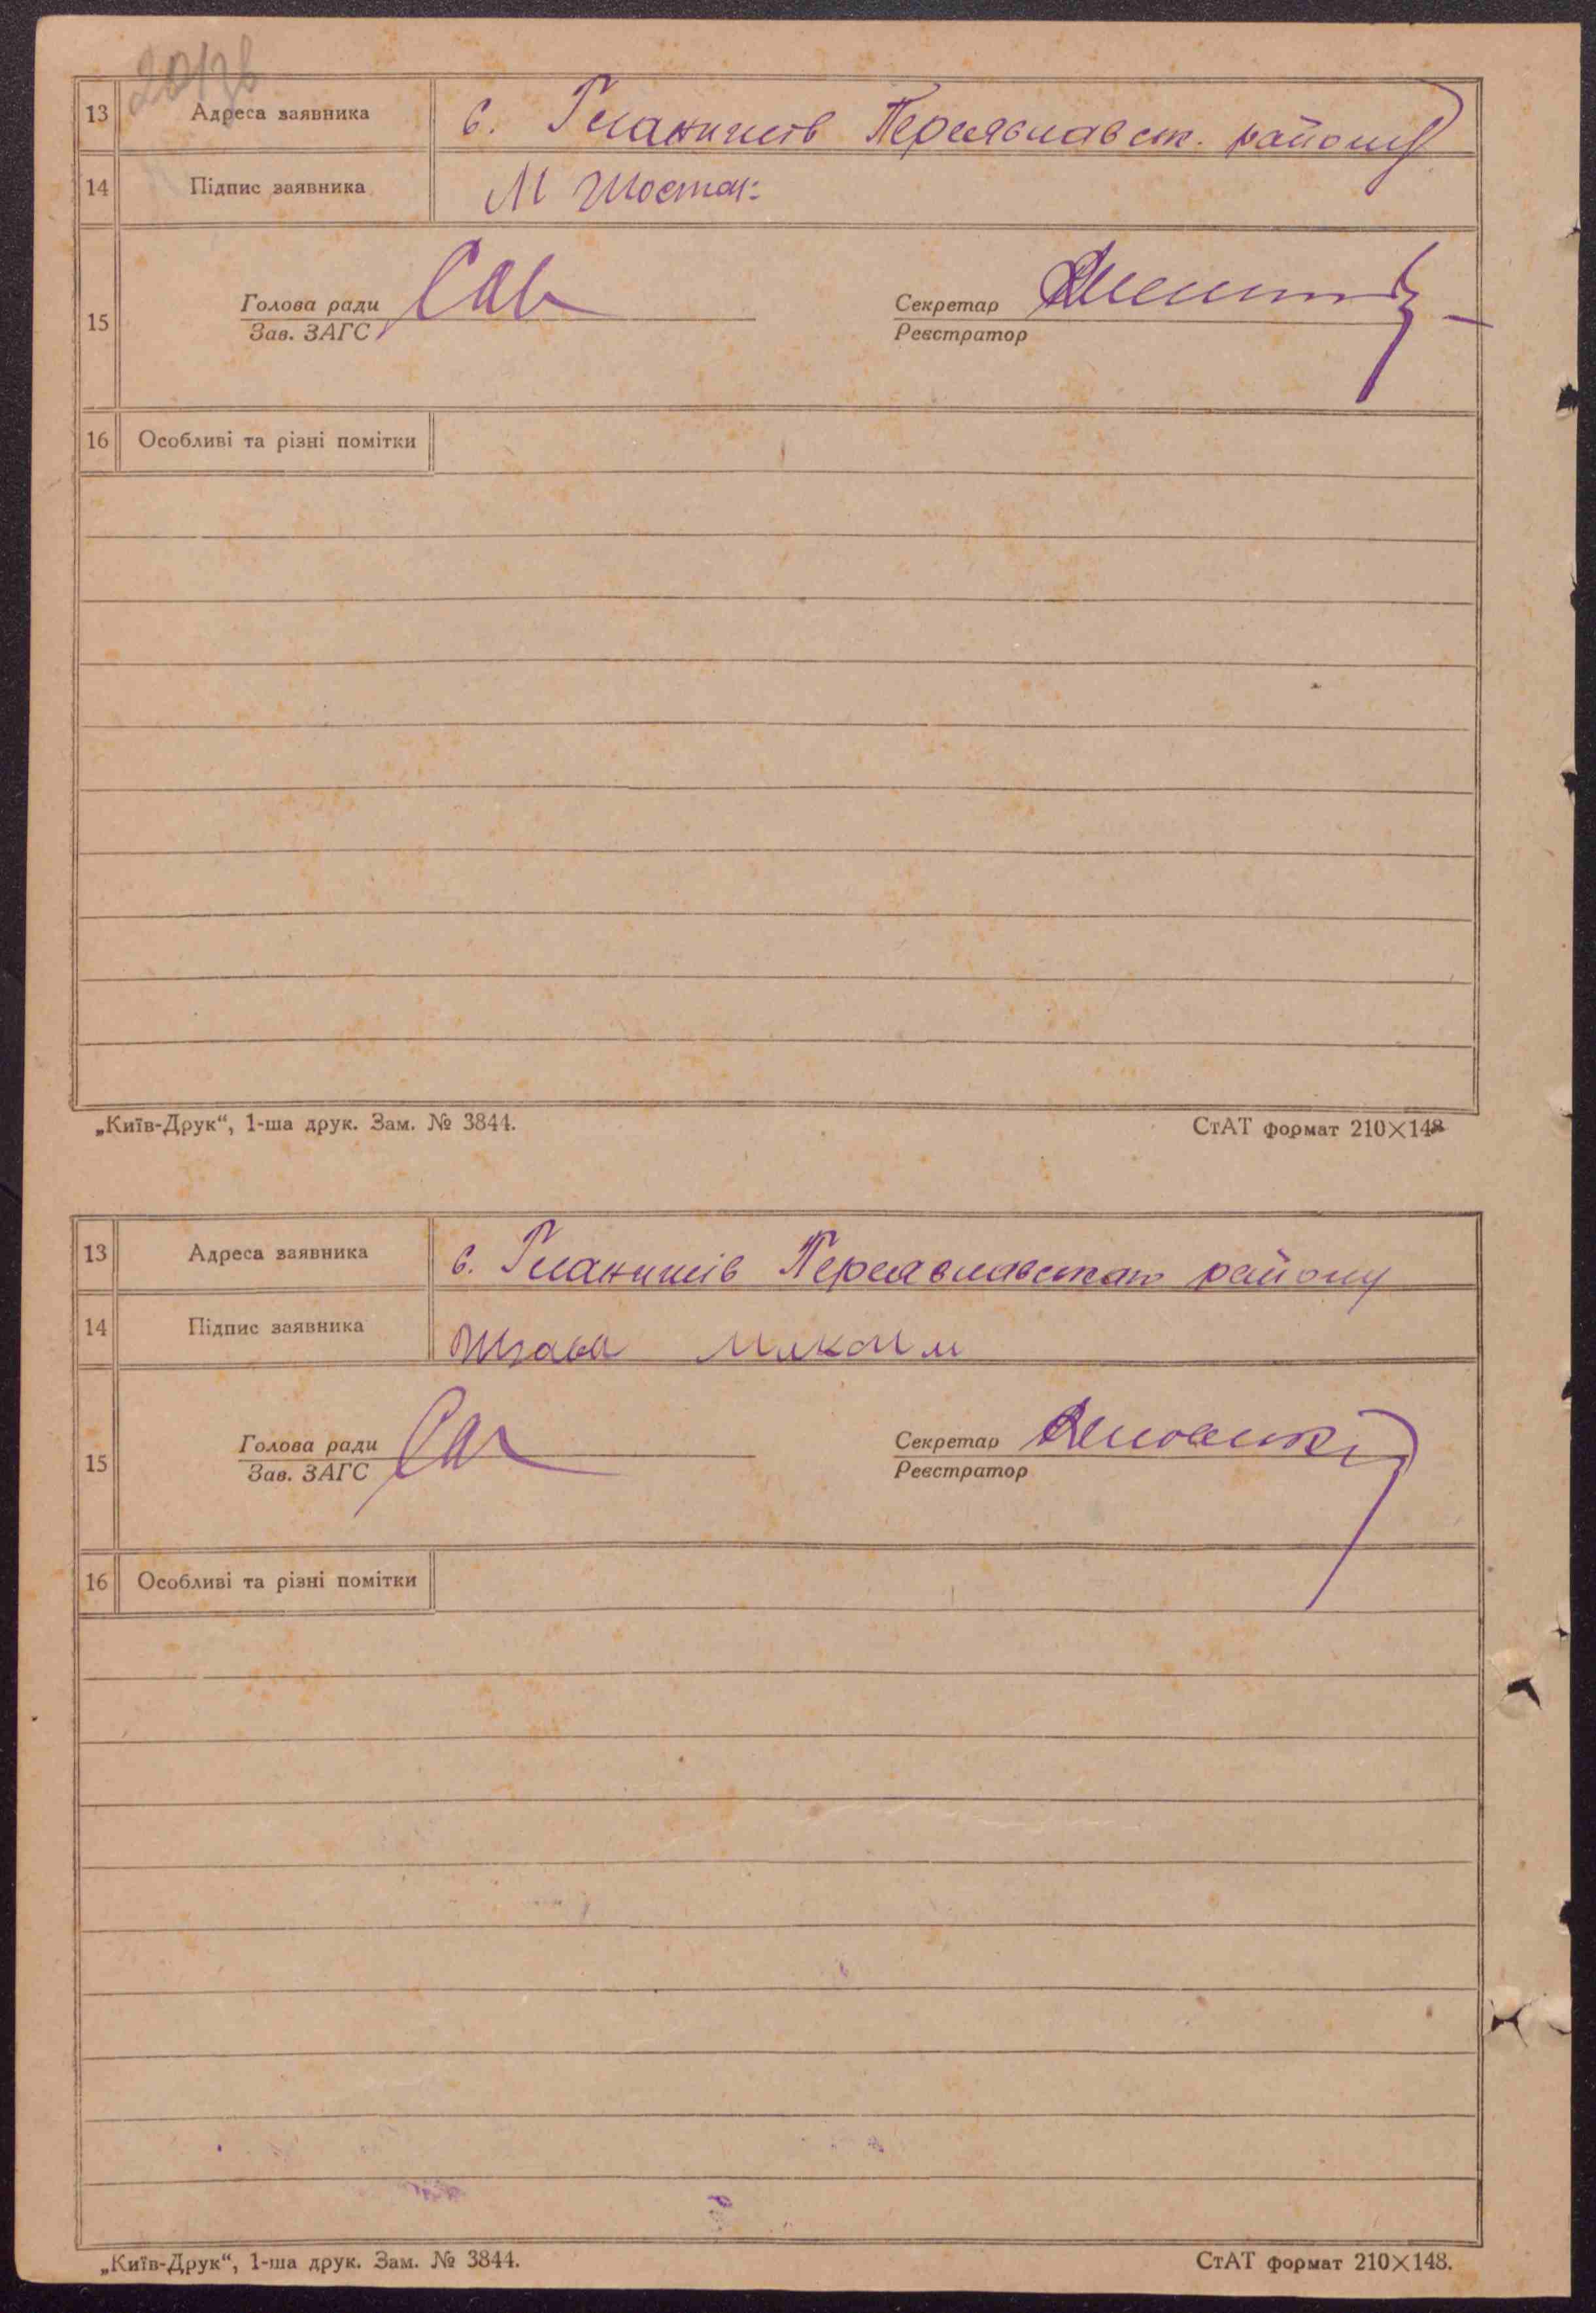 20зв
13 Адреса заявника с. Гланишів Переяславськ. району
14 Підпис заявника М Шостак
Голова ради Секретар
15
Зав. ЗАГС Реєстратор
16 Особливі та різні помітки
„Київ-Друк“, 1-ша друк. Зам. № 3844. СтАТ формат 210×148
13 Адреса заявника с. Гланишів Переяславськ району
14 Підпис заявника
Голова ради Секретар
15
Зав. ЗАГС Реєстратор
16 Особливі та різні помітки
„Київ-Друк“, 1-ша друк. Зам. № 3844. СтАТ формат 210×148.